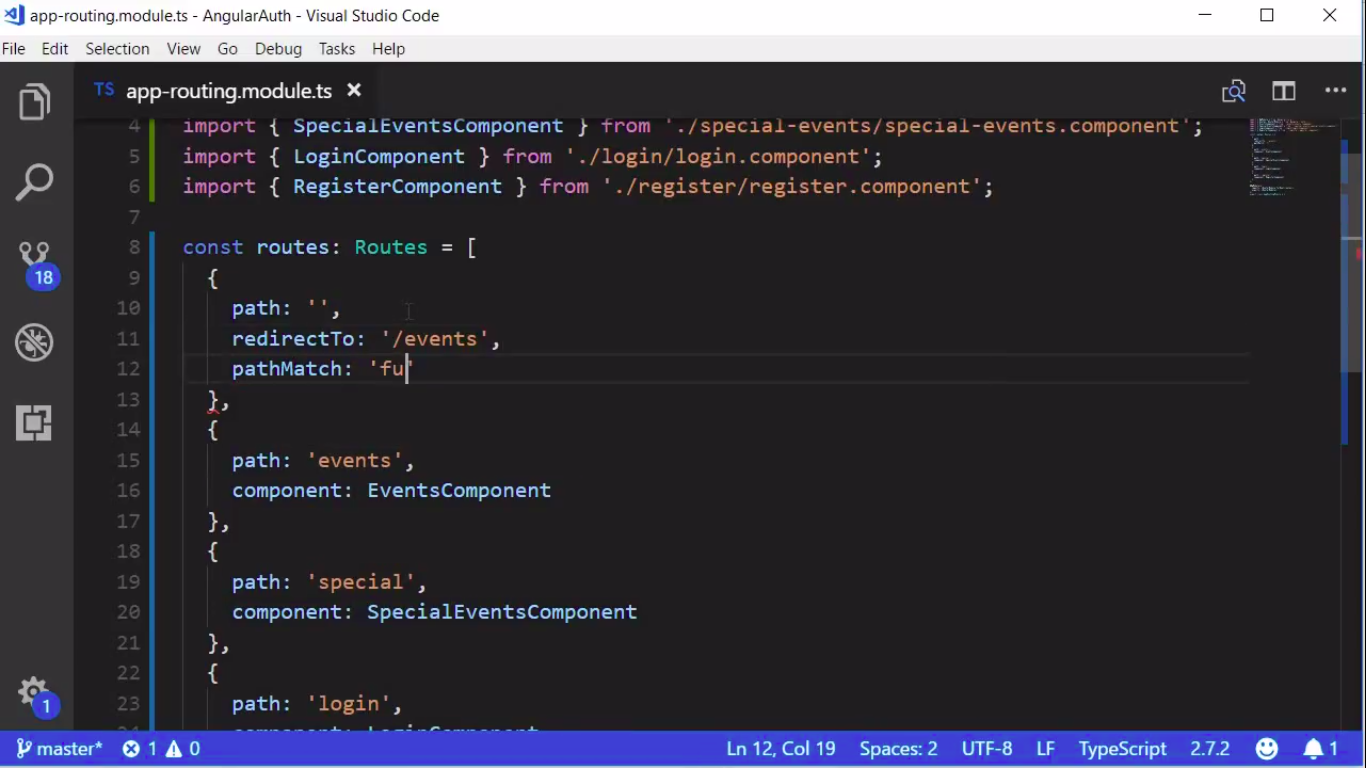 app-routing.module.ts - AngularAuth - Visual Studio Code
File Edit Selection View Go Debug Tasks Help
TS app-routing.module.ts
4 import { SpecialEventsComponent } from './special-events/special-events.component';
5 import { LoginComponent } from './login/login.component';
6 import { RegisterComponent } from './register/register.component';
7
8 const routes: Routes = [
9 {
10 path: '',
11 redirectTo: '/events',
12 pathMatch: 'fu'
13 },
14 {
15 path: 'events',
16 component: EventsComponent
17 },
18 {
19 path: 'special',
20 component: SpecialEventsComponent
21 },
22 {
23 path: 'login',
18
1
master* 1 0 Ln 12, Col 19 Spaces: 2 UTF-8 LF TypeScript 2.7.2 1